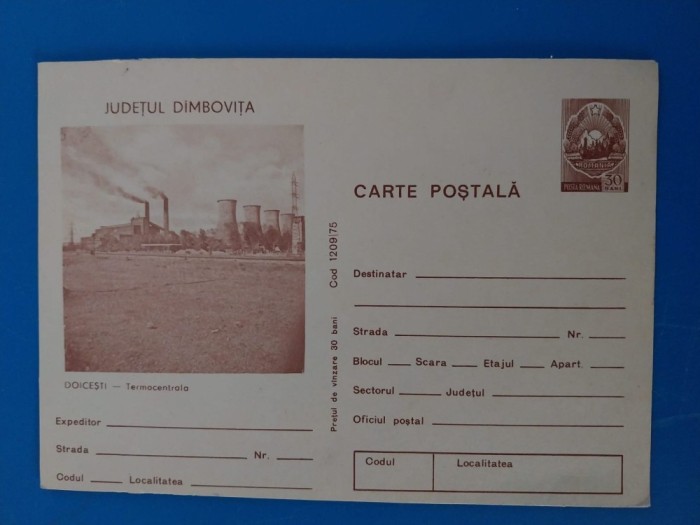 JUDEȚUL DÎMBOVIȚA
DOICEȘTI — Termocentrala
Expeditor
Strada Nr.
Codul Localitatea
Prețul de vînzare 30 bani Cod 1209|75
ROMANIA
POSTA ROMANA 30 BANI
CARTE POȘTALĂ
Destinatar
Strada Nr.
Blocul Scara Etajul Apart.
Sectorul Județul
Oficiul poștal
Codul Localitatea